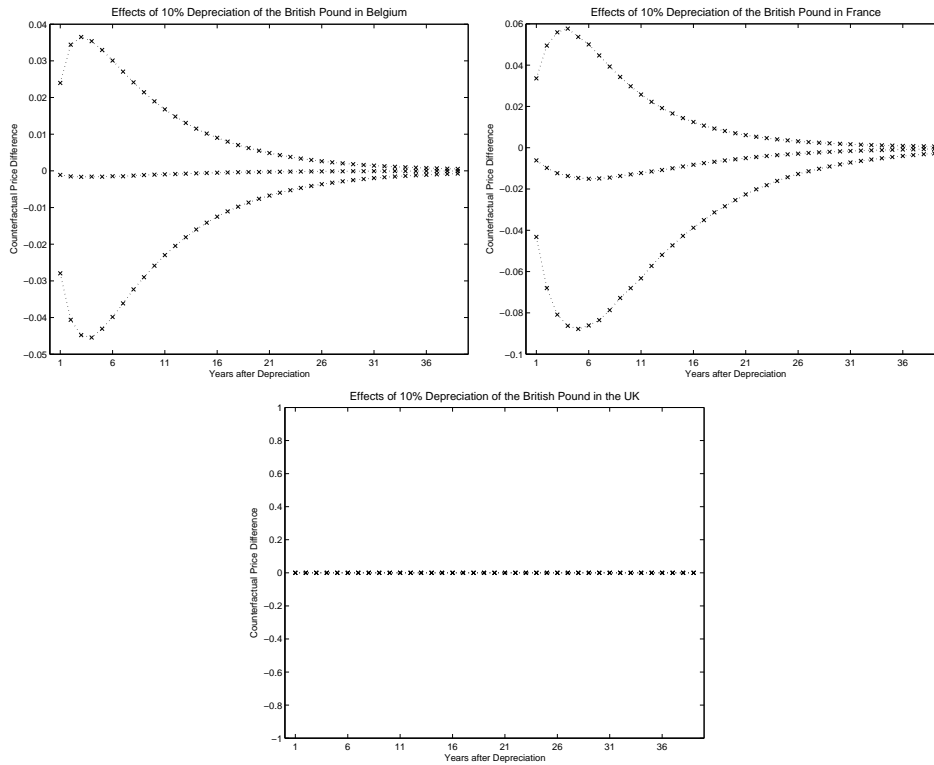 Effects of 10% Depreciation of the British Pound in Belgium
0.04
0.03
0.02
0.01
0
−0.01
−0.02
−0.03
−0.04
−0.05
Counterfactual Price Difference
1 6 11 16 21 26 31 36
Years after Depreciation
Effects of 10% Depreciation of the British Pound in France
0.06
0.04
0.02
0
−0.02
−0.04
−0.06
−0.08
−0.1
Counterfactual Price Difference
1 6 11 16 21 26 31 36
Years after Depreciation
Effects of 10% Depreciation of the British Pound in the UK
1
0.8
0.6
0.4
0.2
0
−0.2
−0.4
−0.6
−0.8
−1
Counterfactual Price Difference
1 6 11 16 21 26 31 36
Years after Depreciation